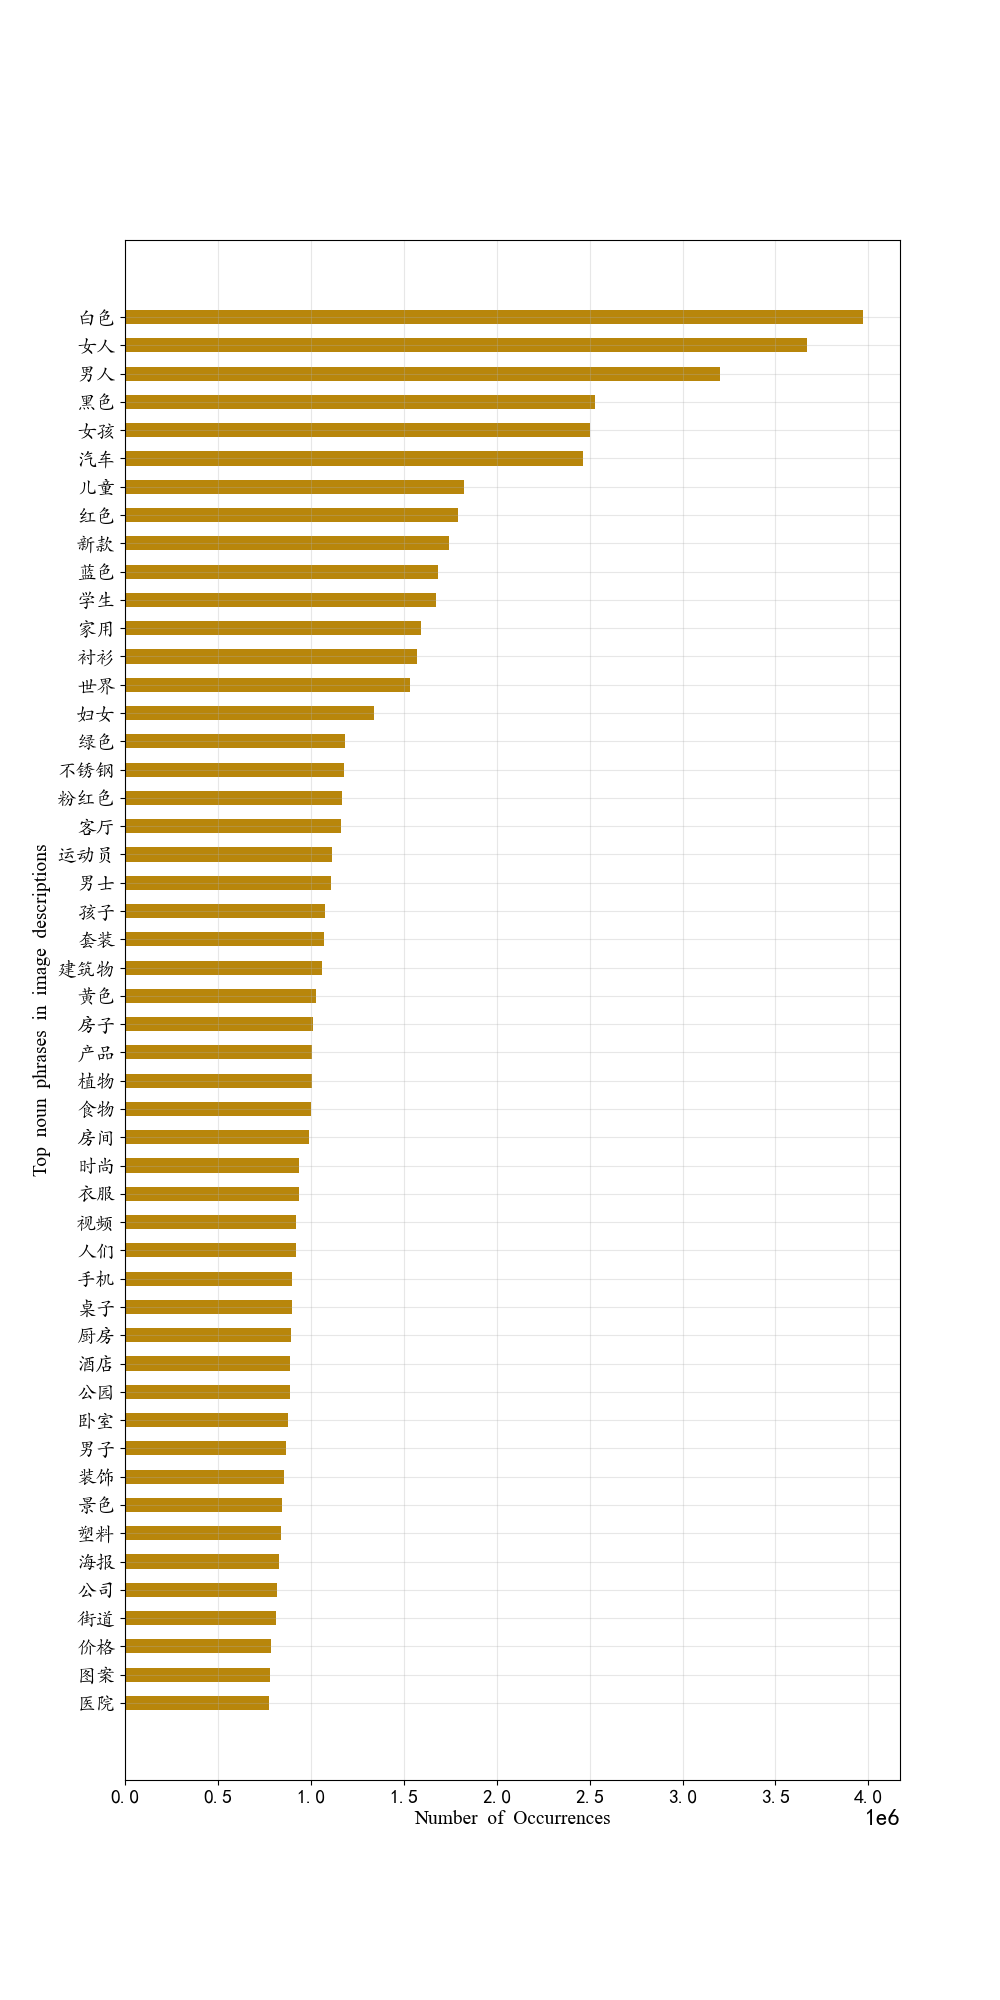 白色
女人
男人
黑色
女孩
汽车
儿童
红色
新款
蓝色
学生
家用
衬衫
世界
妇女
绿色
不锈钢
粉红色
客厅
运动员
男士
孩子
套装
建筑物
黄色
房子
产品
植物
食物
房间
时尚
衣服
视频
人们
手机
桌子
厨房
酒店
公园
卧室
男子
装饰
景色
塑料
海报
公司
街道
价格
图案
医院
Top noun phrases in image descriptions
0.0 0.5 1.0 1.5 2.0 2.5 3.0 3.5 4.0
Number of Occurrences
1e6